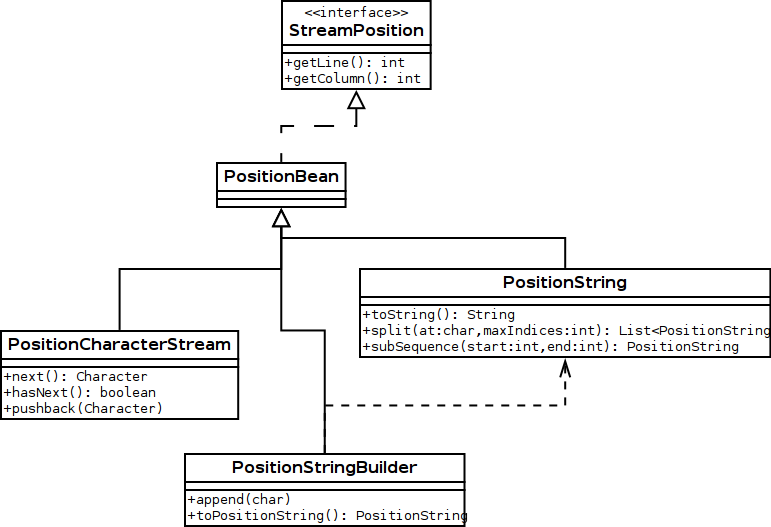 <<interface>>
StreamPosition
+getLine(): int
+getColumn(): int
PositionBean
PositionString
+toString(): String
+split(at:char,maxIndices:int): List<PositionString
+subSequence(start:int,end:int): PositionString
PositionCharacterStream
+next(): Character
+hasNext(): boolean
+pushback(Character)
PositionStringBuilder
+append(char)
+toPositionString(): PositionString